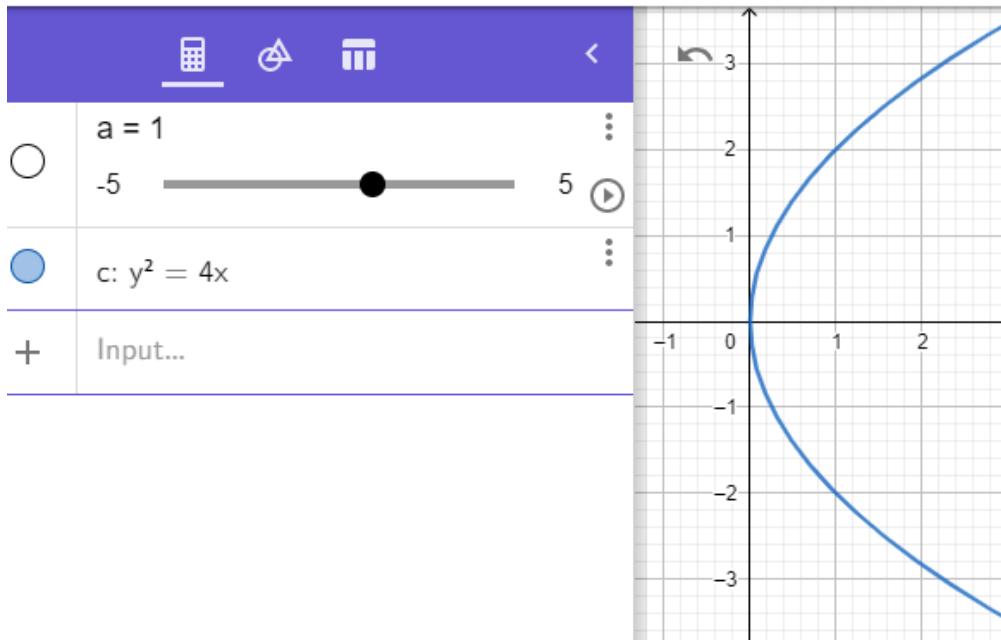 a = 1
-5 5
c: y² = 4x
+ Input...
3
2
1
−1 0 1 2
−1
−2
−3